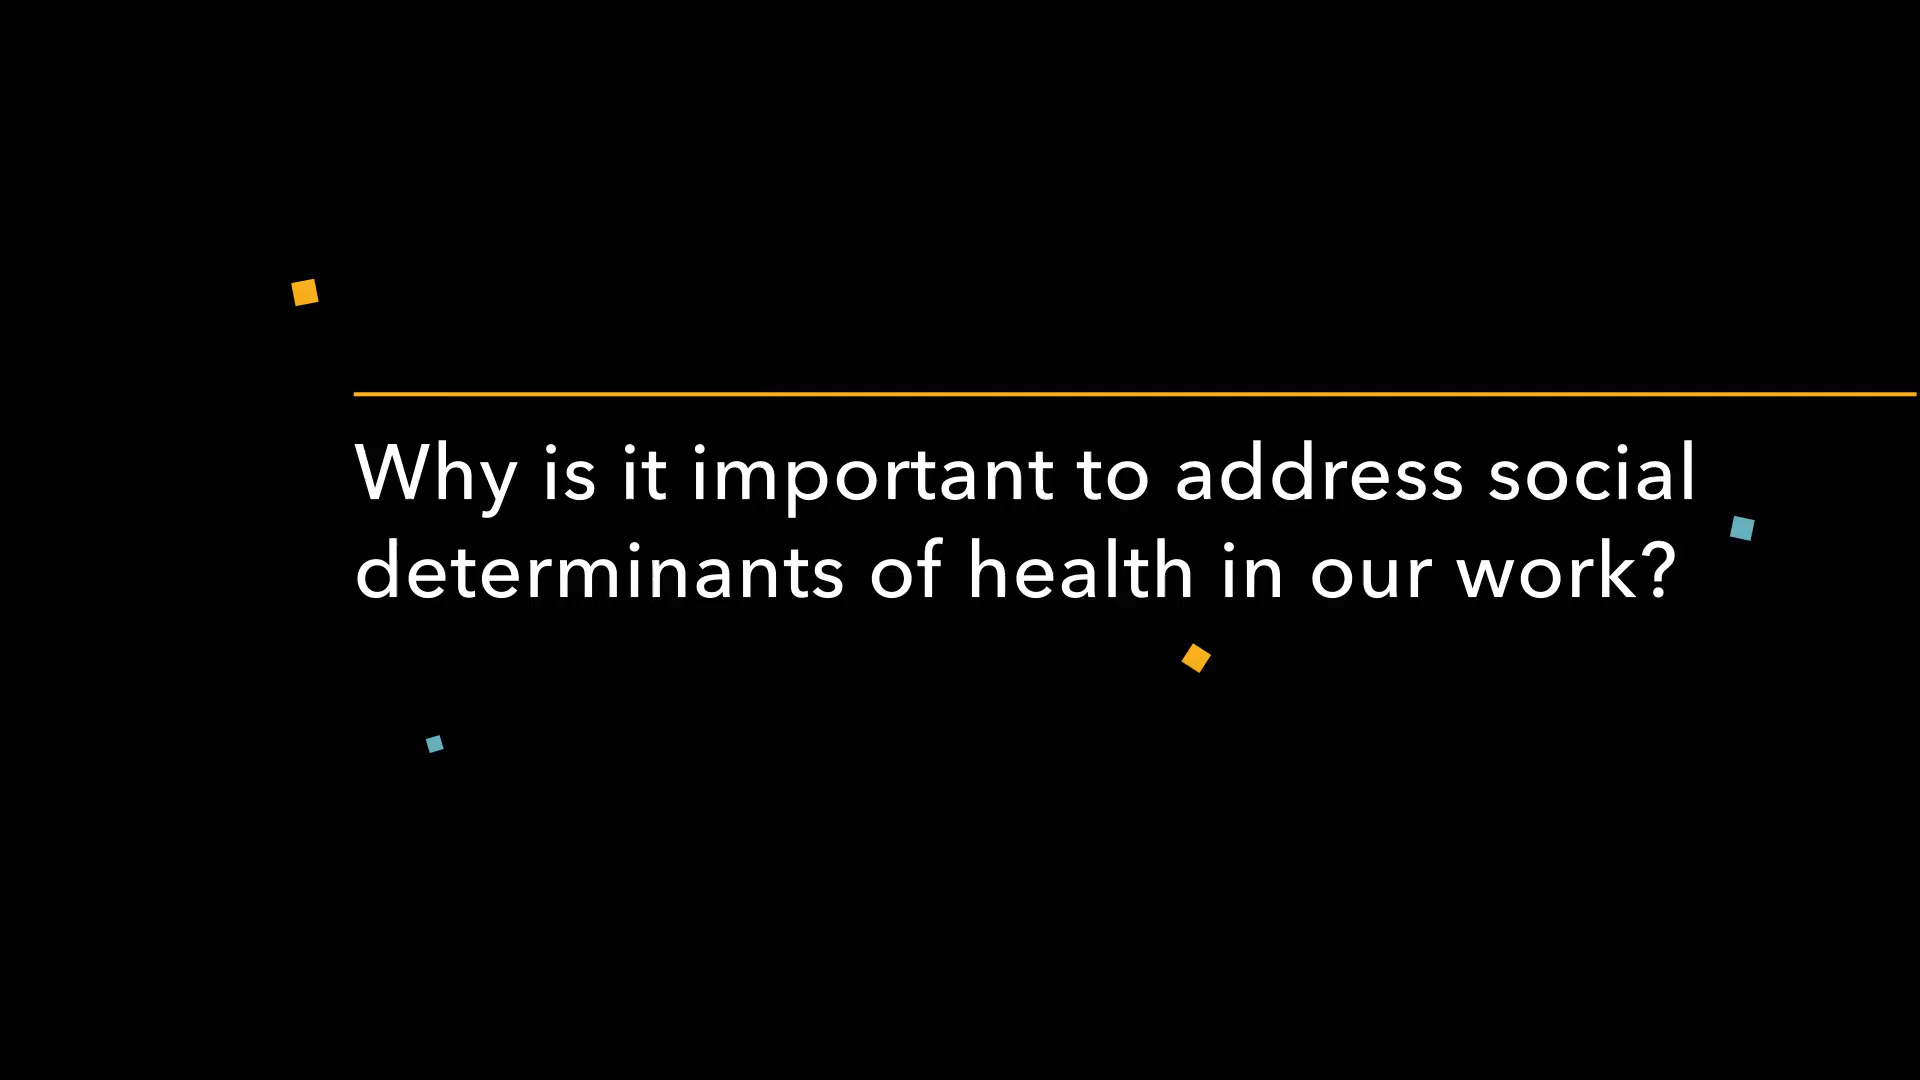 Why is it important to address social
determinants of health in our work?